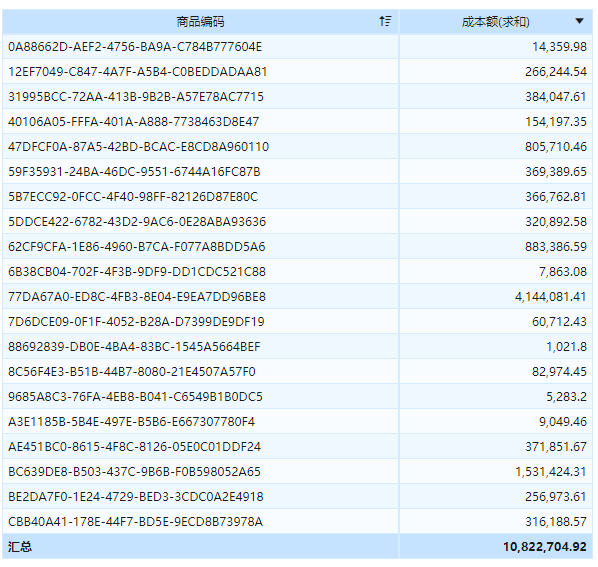 商品编码 成本额(求和)
0A88662D-AEF2-4756-BA9A-C784B777604E 14,359.98
12EF7049-C847-4A7F-A5B4-C0BEDDADAA81 266,244.54
31995BCC-72AA-413B-9B2B-A57E78AC7715 384,047.61
40106A05-FFFA-401A-A888-7738463D8E47 154,197.35
47DFCF0A-87A5-42BD-BCAC-E8CD8A960110 805,710.46
59F35931-24BA-46DC-9551-6744A16FC87B 369,389.65
5B7ECC92-0FCC-4F40-98FF-82126D87E80C 366,762.81
5DDCE422-6782-43D2-9AC6-0E28ABA93636 320,892.58
62CF9CFA-1E86-4960-B7CA-F077A8BDD5A6 883,386.59
6B38CB04-702F-4F3B-9DF9-DD1CDC521C88 7,863.08
77DA67A0-ED8C-4FB3-8E04-E9EA7DD96BE8 4,144,081.41
7D6DCE09-0F1F-4052-B28A-D7399DE9DF19 60,712.43
88692839-DB0E-4BA4-83BC-1545A5664BEF 1,021.8
8C56F4E3-B51B-44B7-8080-21E4507A57F0 82,974.45
9685A8C3-76FA-4EB8-B041-C6549B1B0DC5 5,283.2
A3E1185B-5B4E-497E-B5B6-E667307780F4 9,049.46
AE451BC0-8615-4F8C-8126-05E0C01DDF24 371,851.67
BC639DE8-B503-437C-9B6B-F0B598052A65 1,531,424.31
BE2DA7F0-1E24-4729-BED3-3CDC0A2E4918 256,973.61
CBB40A41-178E-44F7-BD5E-9ECD8B73978A 316,188.57
汇总 10,822,704.92